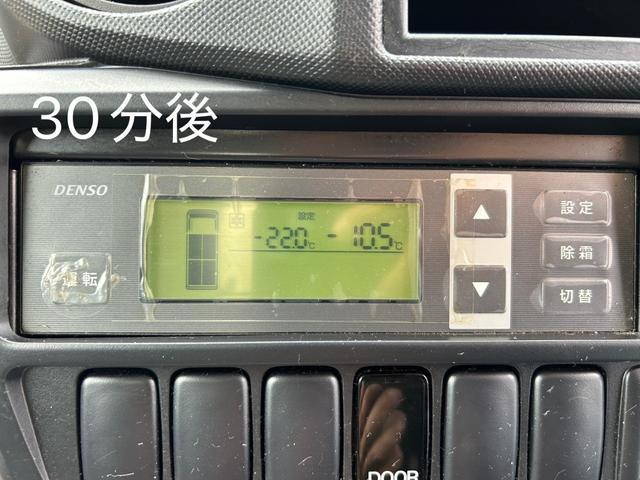 30分後
DENSO
設定
-22.0℃ -10.5℃
運転
▲
▼
設定
除霜
切替
DOOR